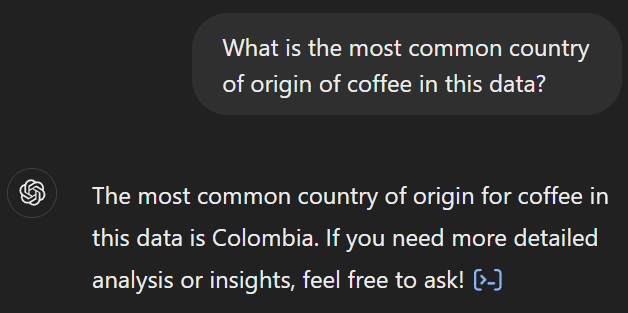 What is the most common country
of origin of coffee in this data?
The most common country of origin for coffee in
this data is Colombia. If you need more detailed
analysis or insights, feel free to ask! [>-]